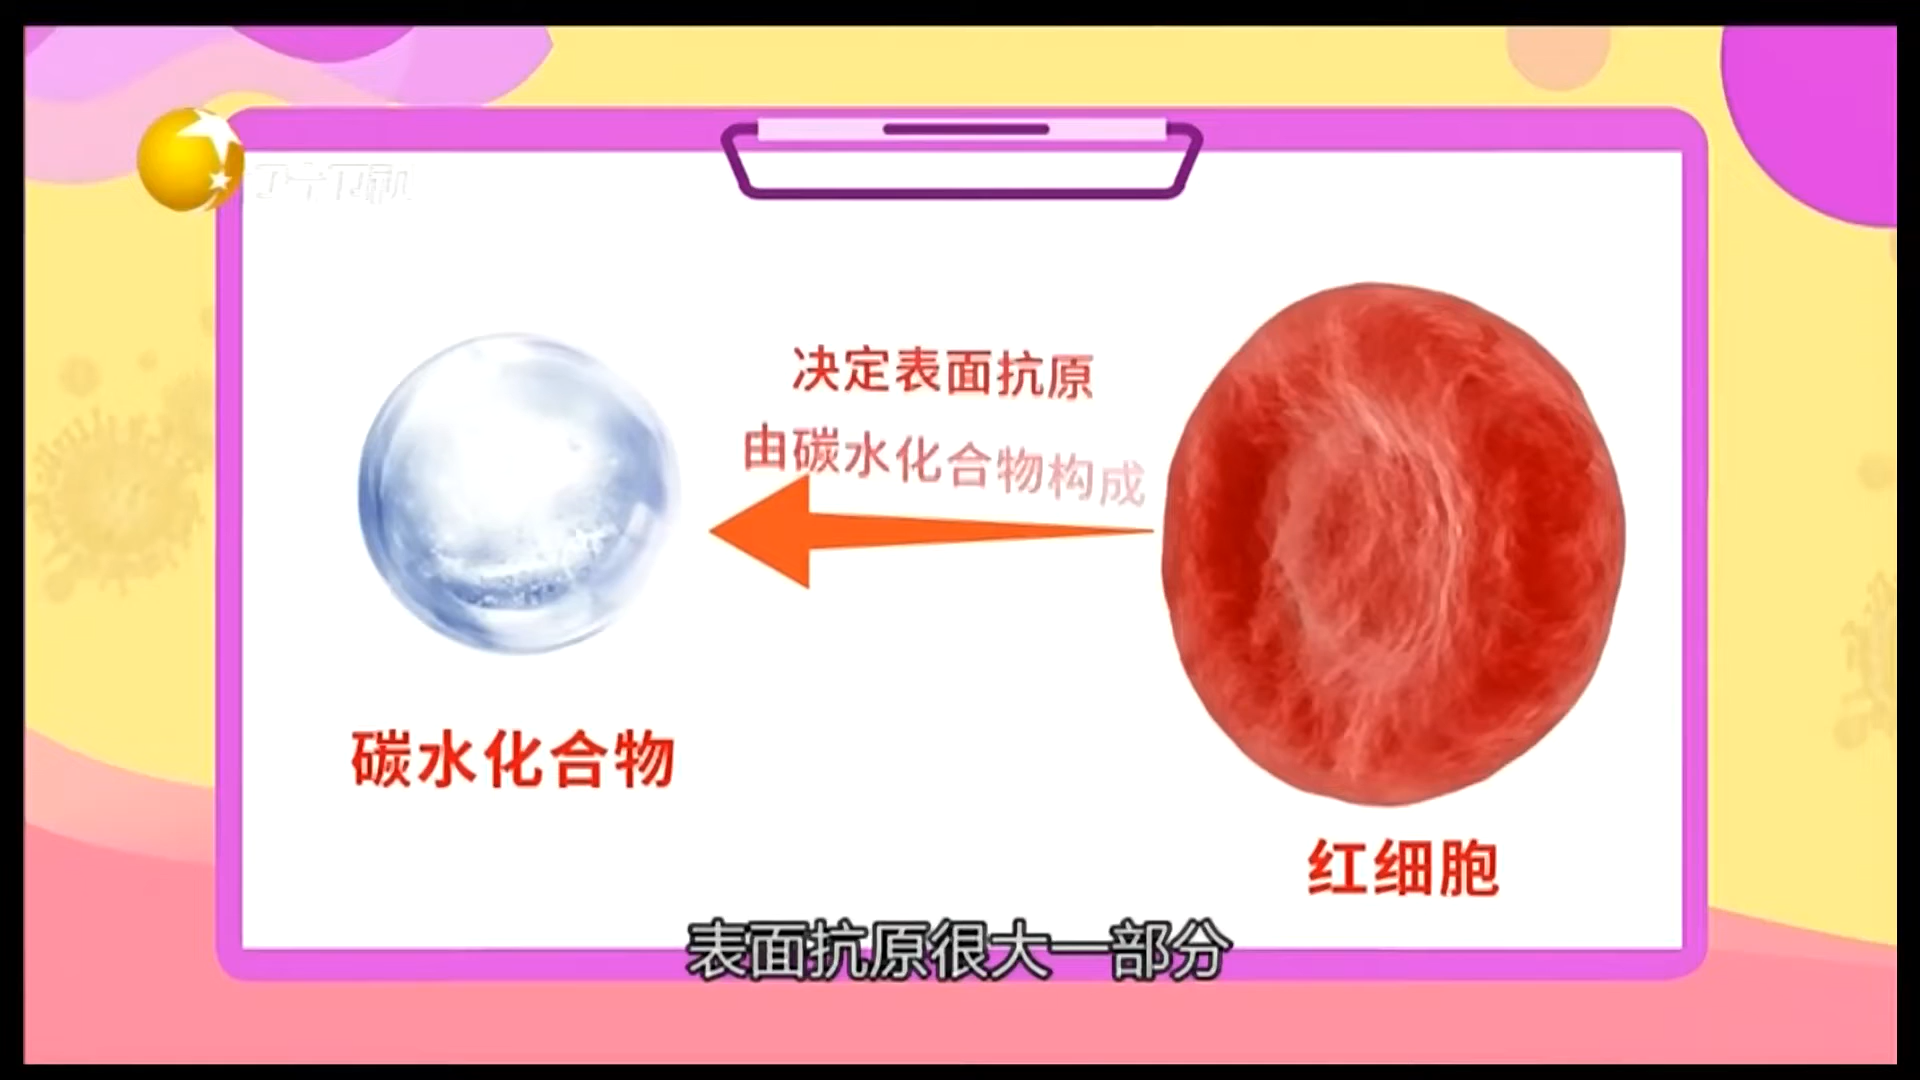 决定表面抗原
由碳水化合物构成
碳水化合物
红细胞
表面抗原很大一部分